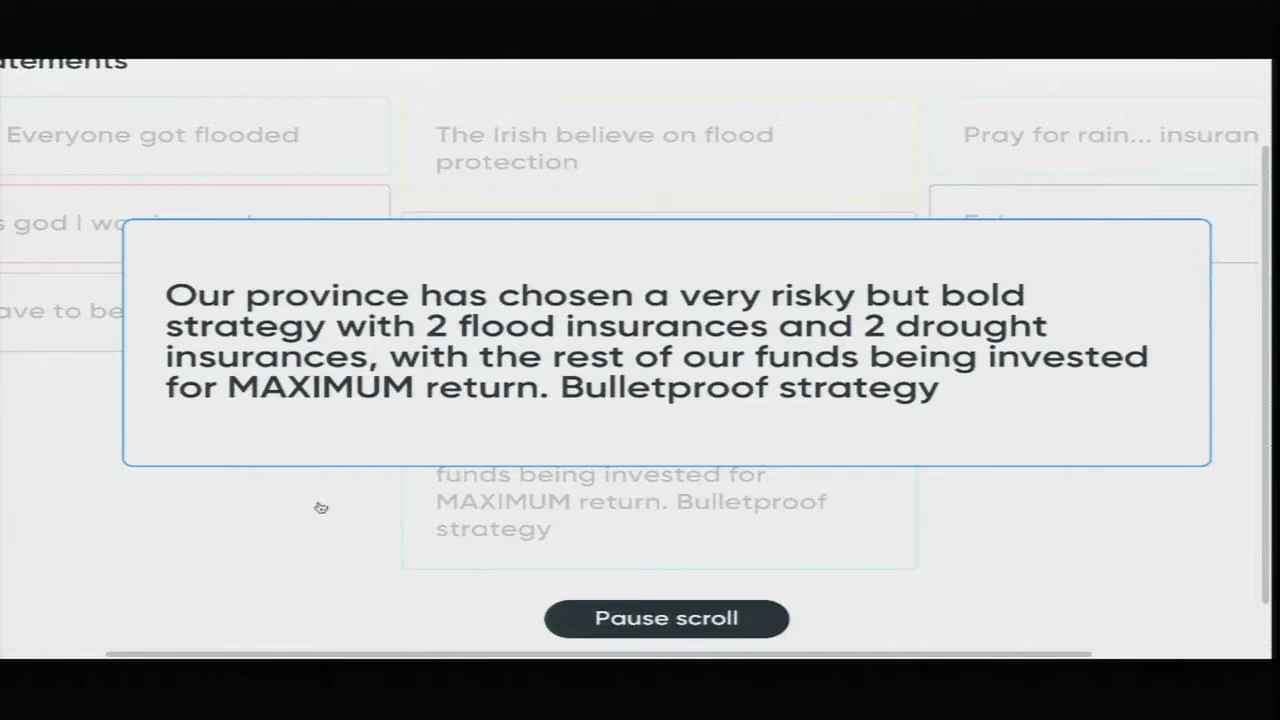 atements
Everyone got flooded
The Irish believe on flood
protection
Pray for rain... insuran
s god I wo
ave to be
Our province has chosen a very risky but bold
strategy with 2 flood insurances and 2 drought
insurances, with the rest of our funds being invested
for MAXIMUM return. Bulletproof strategy
funds being invested for
MAXIMUM return. Bulletproof
strategy
Pause scroll